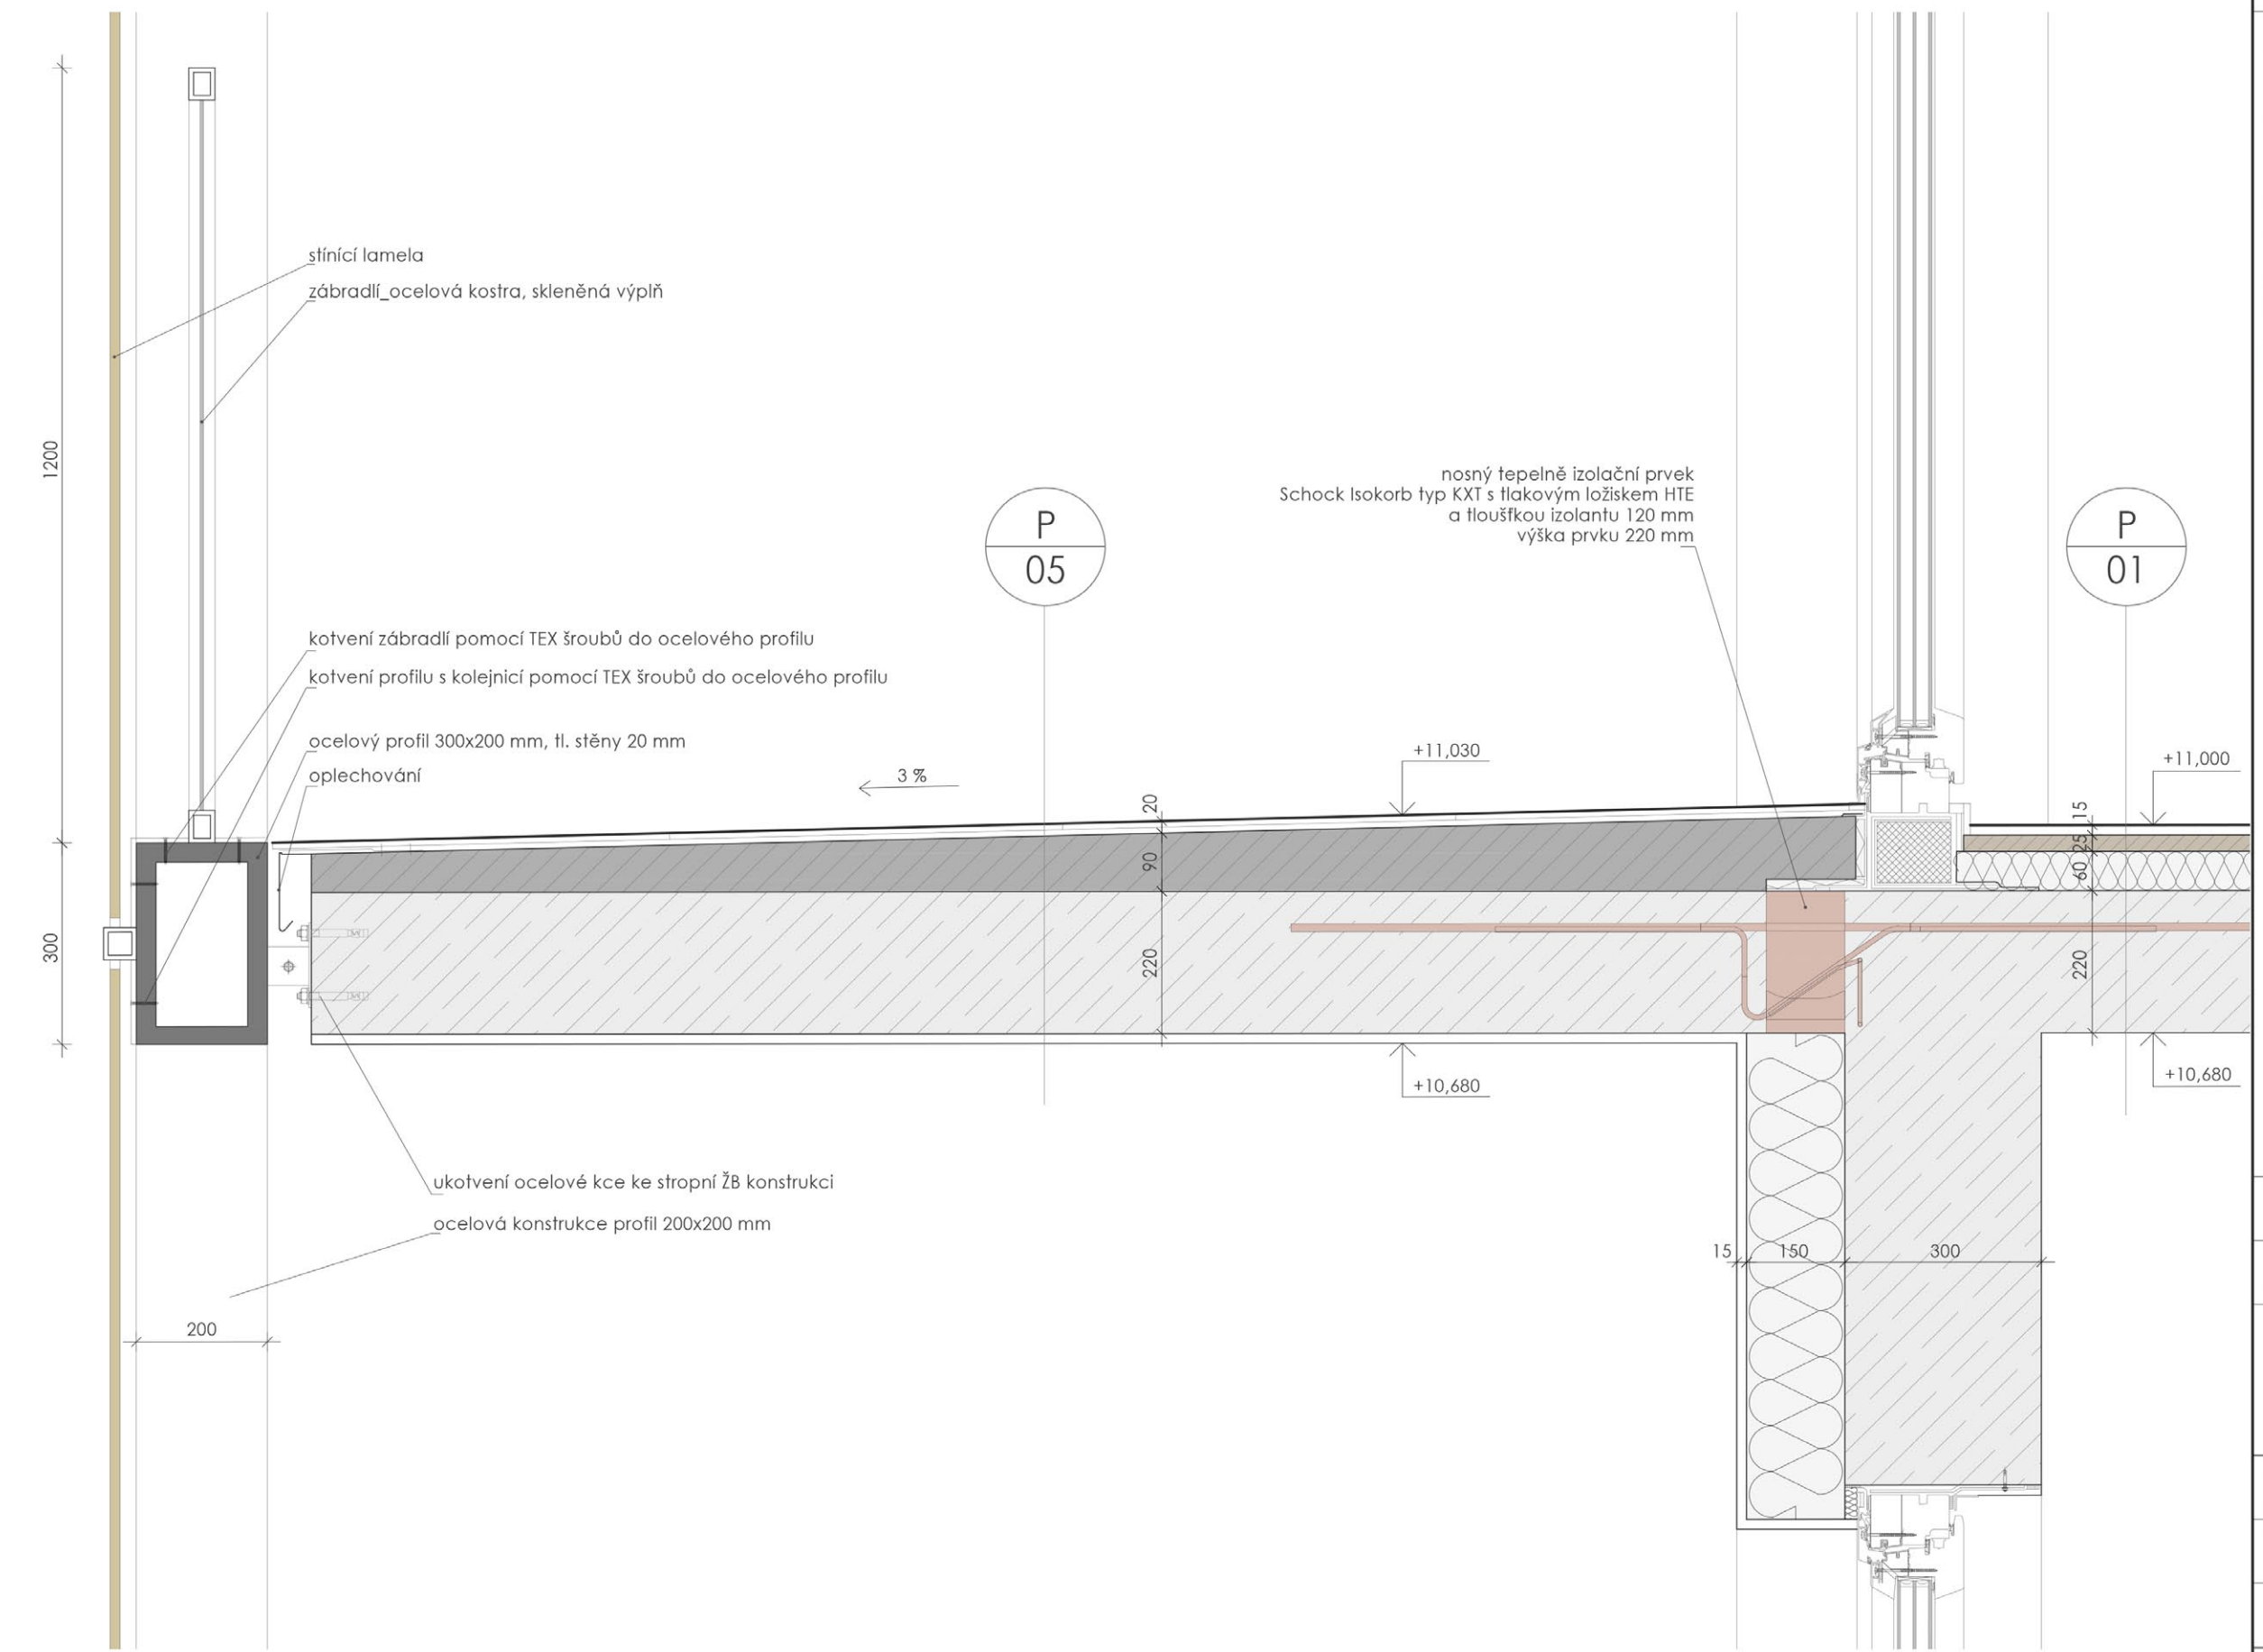 stínící lamela
zábradlí_ocelová kostra, skleněná výplň
1200
nosný tepelně izolační prvek
Schock Isokorb typ KXT s tlakovým ložiskem HTE
a tloušťkou izolantu 120 mm
výška prvku 220 mm
P
05
P
01
kotvení zábradlí pomocí TEX šroubů do ocelového profilu
kotvení profilu s kolejnicí pomocí TEX šroubů do ocelového profilu
ocelový profil 300x200 mm, tl. stěny 20 mm
oplechování
3 %
+11,030
+11,000
20
90
220
15
25
60
220
300
+10,680
+10,680
ukotvení ocelové kce ke stropní ŽB konstrukci
ocelová konstrukce profil 200x200 mm
15
150
300
200